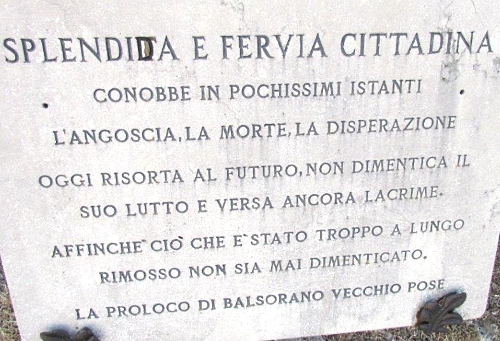 SPLENDIDA E FERVIA CITTADINA
CONOBBE IN POCHISSIMI ISTANTI
L'ANGOSCIA, LA MORTE, LA DISPERAZIONE
OGGI RISORTA AL FUTURO, NON DIMENTICA IL
SUO LUTTO E VERSA ANCORA LACRIME.
AFFINCHE' CIO' CHE E' STATO TROPPO A LUNGO
RIMOSSO NON SIA MAI DIMENTICATO.
LA PROLOCO DI BALSORANO VECCHIO POSE